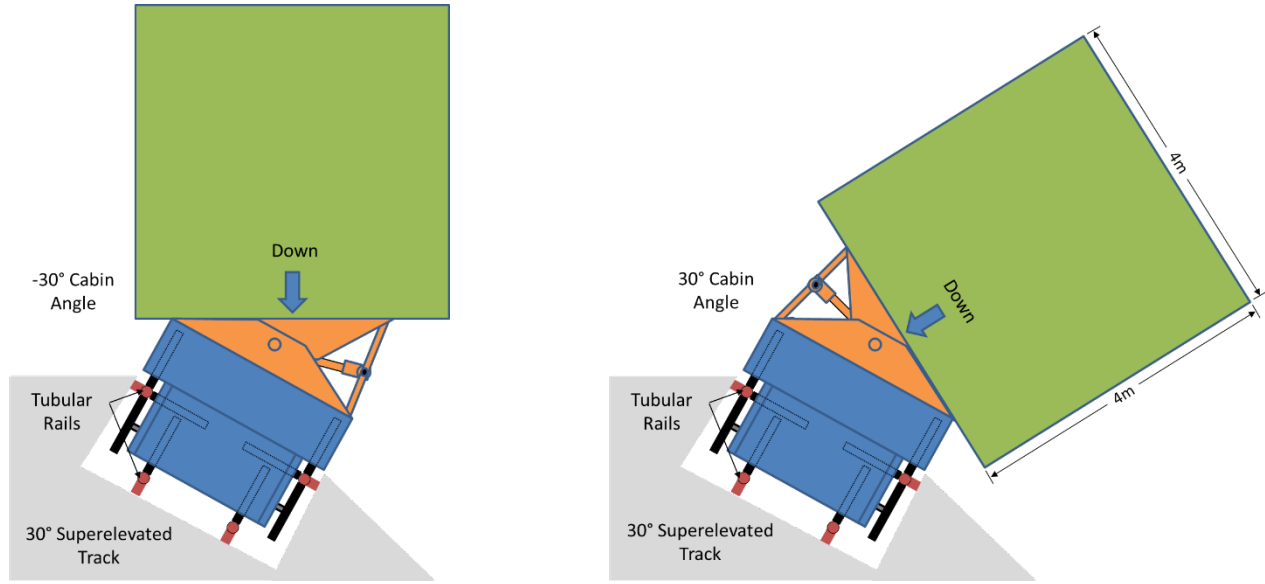 Down
-30° Cabin
Angle
Tubular
Rails
30° Superelevated
Track
4m
30° Cabin
Angle
Down
4m
Tubular
Rails
30° Superelevated
Track